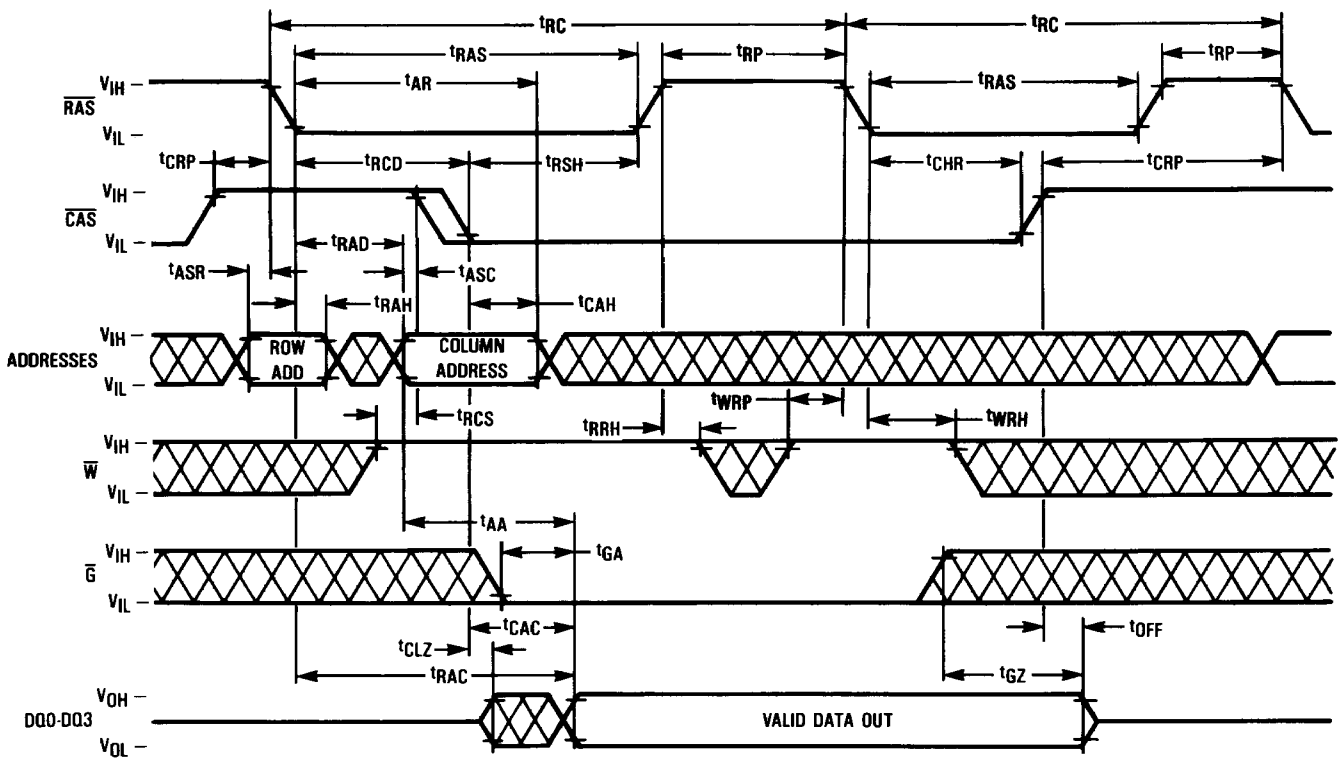 tRC tRC
tRAS tRP tRP
tAR tRAS
VIH
RAS
VIL
tCRP tRCD tRSH tCHR tCRP
VIH
CAS
VIL
tRAD
tASR tASC
tRAH tCAH
VIH
ADDRESSES
ROW ADD
COLUMN ADDRESS
VIL
tWRP
tRCS tRRH tWRH
VIH
W
VIL
tAA
tGA
VIH
G
VIL
tCAC tOFF
tCLZ
tRAC tGZ
VOH
DQ0-DQ3
VALID DATA OUT
VOL